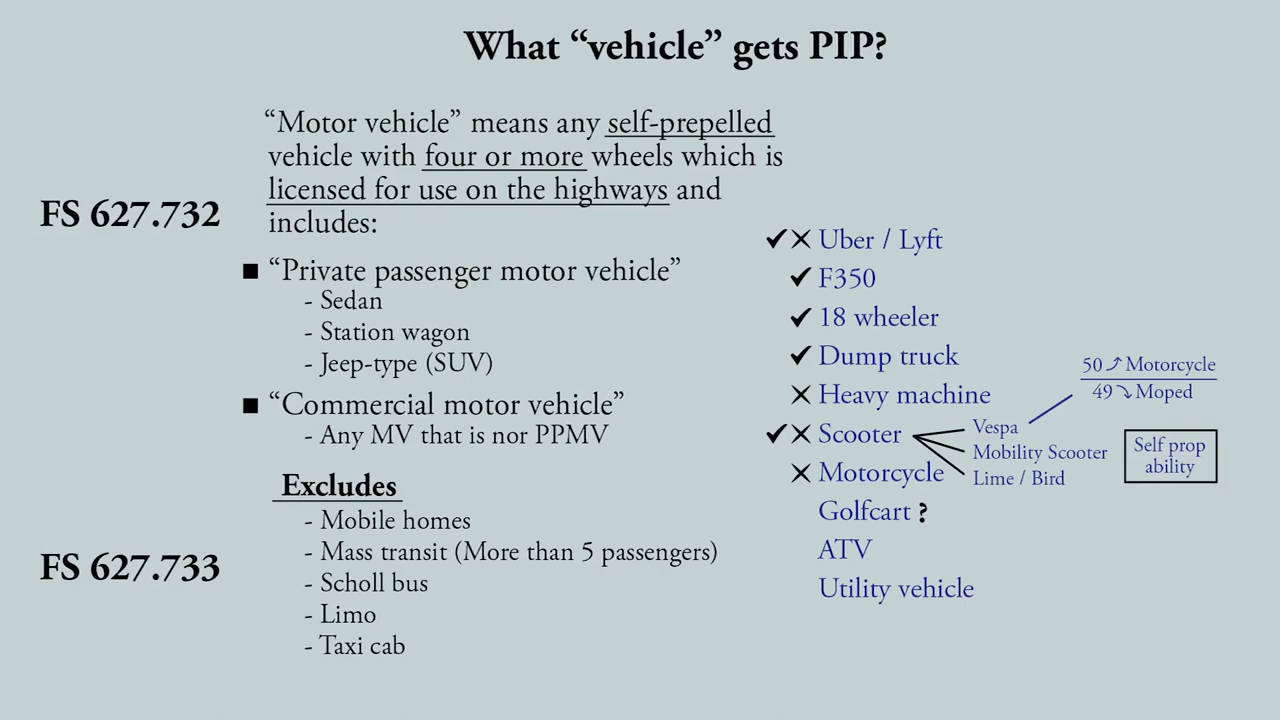 What “vehicle” gets PIP?
FS 627.732
“Motor vehicle” means any self-prepelled
vehicle with four or more wheels which is
licensed for use on the highways and
includes:
■ “Private passenger motor vehicle”
- Sedan
- Station wagon
- Jeep-type (SUV)
■ “Commercial motor vehicle”
- Any MV that is nor PPMV
FS 627.733
Excludes
- Mobile homes
- Mass transit (More than 5 passengers)
- Scholl bus
- Limo
- Taxi cab
✓✗ Uber / Lyft
✓ F350
✓ 18 wheeler
✓ Dump truck
✗ Heavy machine
✓✗ Scooter
Vespa
Mobility Scooter
Lime / Bird
50 ⤴ Motorcycle
49 ⤵ Moped
Self prop
ability
✗ Motorcycle
Golfcart ?
ATV
Utility vehicle